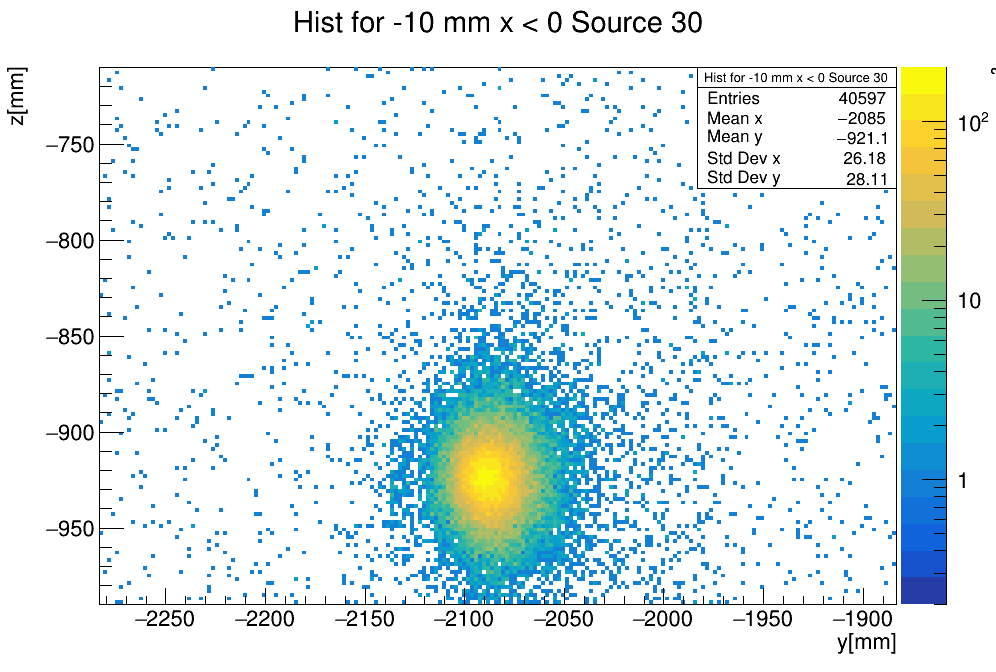 Hist for -10 mm x < 0 Source 30
z[mm]
Hist for -10 mm x < 0 Source 30
Entries 40597
Mean x −2085
Mean y −921.1
Std Dev x 26.18
Std Dev y 28.11
−750
−800
−850
−900
−950
10²
10
1
−2250 −2200 −2150 −2100 −2050 −2000 −1950 −1900
y[mm]